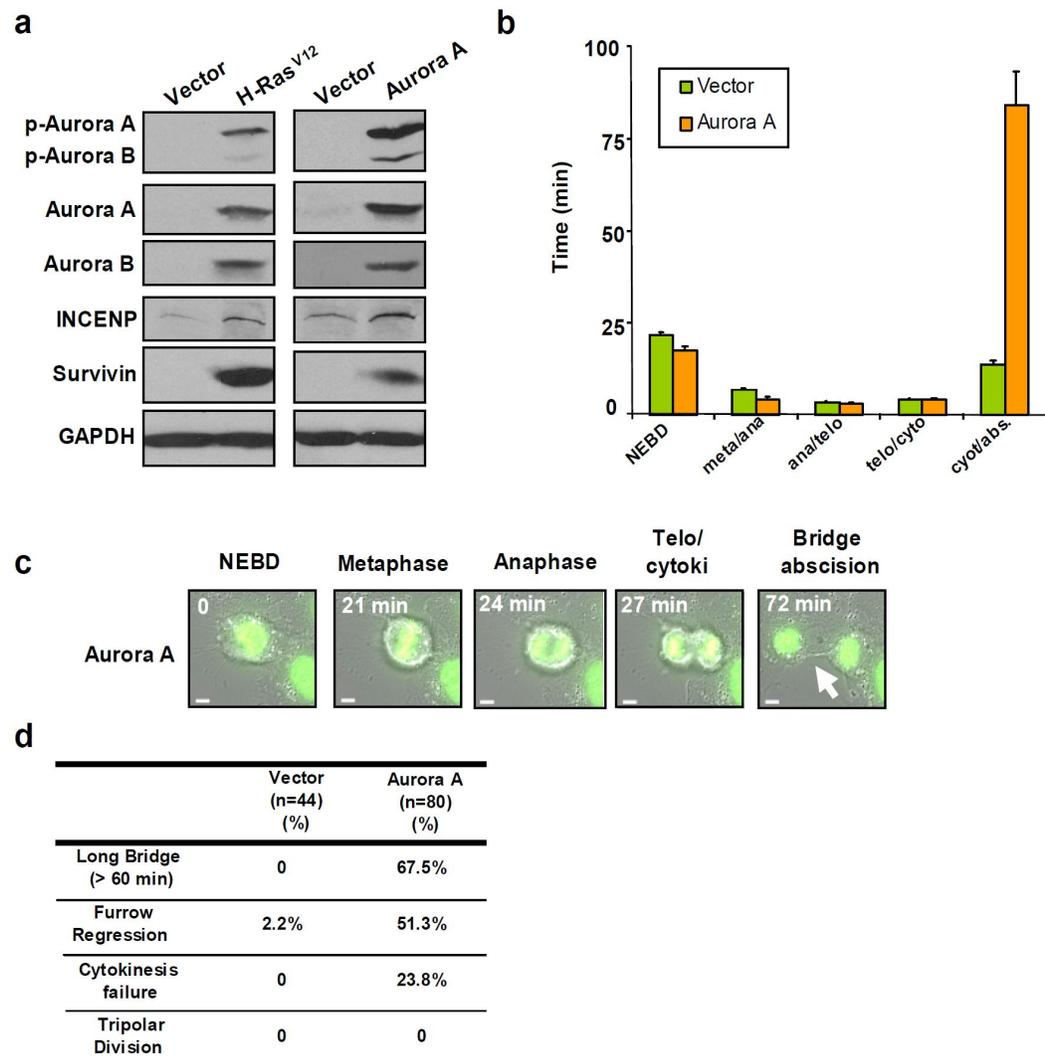 a
Vector
H-Ras V12
Vector
Aurora A
p-Aurora A
p-Aurora B
Aurora A
Aurora B
INCENP
Survivin
GAPDH
b
100
75
50
25
0
Time (min)
Vector
Aurora A
NEBD
meta/ana
ana/telo
telo/cyto
cyot/abs.
c
NEBD
Metaphase
Anaphase
Telo/
cytoki
Bridge
abscision
Aurora A
0
21 min
24 min
27 min
72 min
d
Vector
(n=44)
(%)
Aurora A
(n=80)
(%)
Long Bridge
(> 60 min)
0
67.5%
Furrow
Regression
2.2%
51.3%
Cytokinesis
failure
0
23.8%
Tripolar
Division
0
0